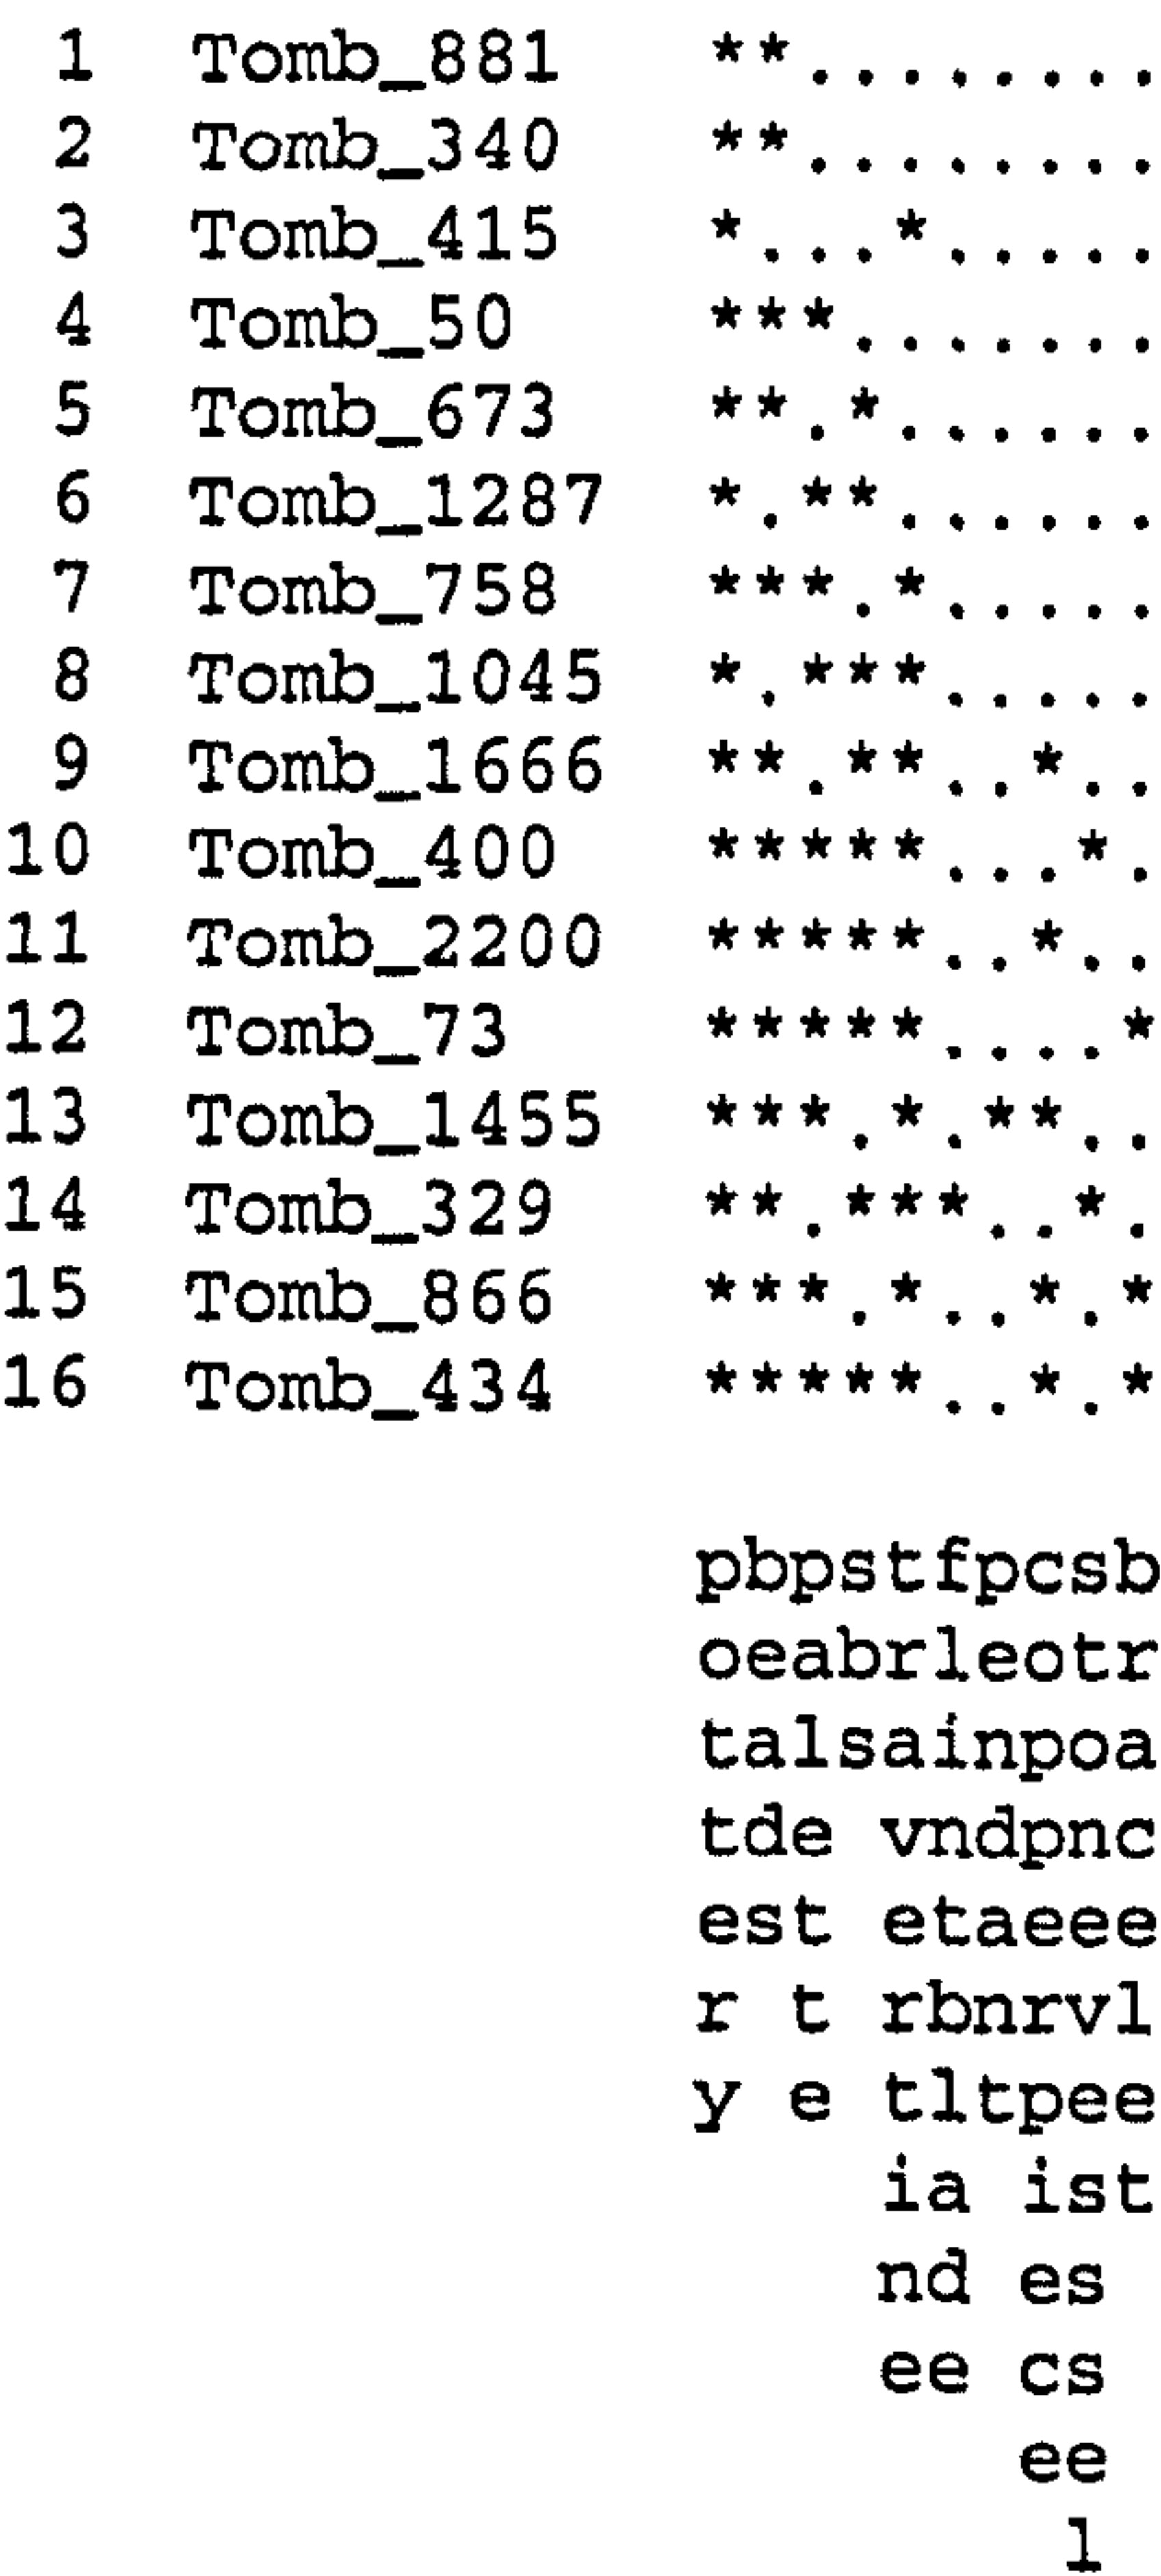 1 Tomb_881 **........
2 Tomb_340 **........
3 Tomb_415 *...*.....
4 Tomb_50 ***.......
5 Tomb_673 **.*......
6 Tomb_1287 *.**......
7 Tomb_758 ***.*.....
8 Tomb_1045 *.***.....
9 Tomb_1666 **.**..*..
10 Tomb_400 *****...*.
11 Tomb_2200 *****..*..
12 Tomb_73 *****....*
13 Tomb_1455 ***.*.**..
14 Tomb_329 **.***..*.
15 Tomb_866 ***.*..*.*
16 Tomb_434 *****..*.*
pbpstfpcsb
oeabrleotr
talsainpoa
tde vndpnc
est etaeee
r t rbnrvl
y e tltpee
ia ist
nd es
ee cs
ee
l